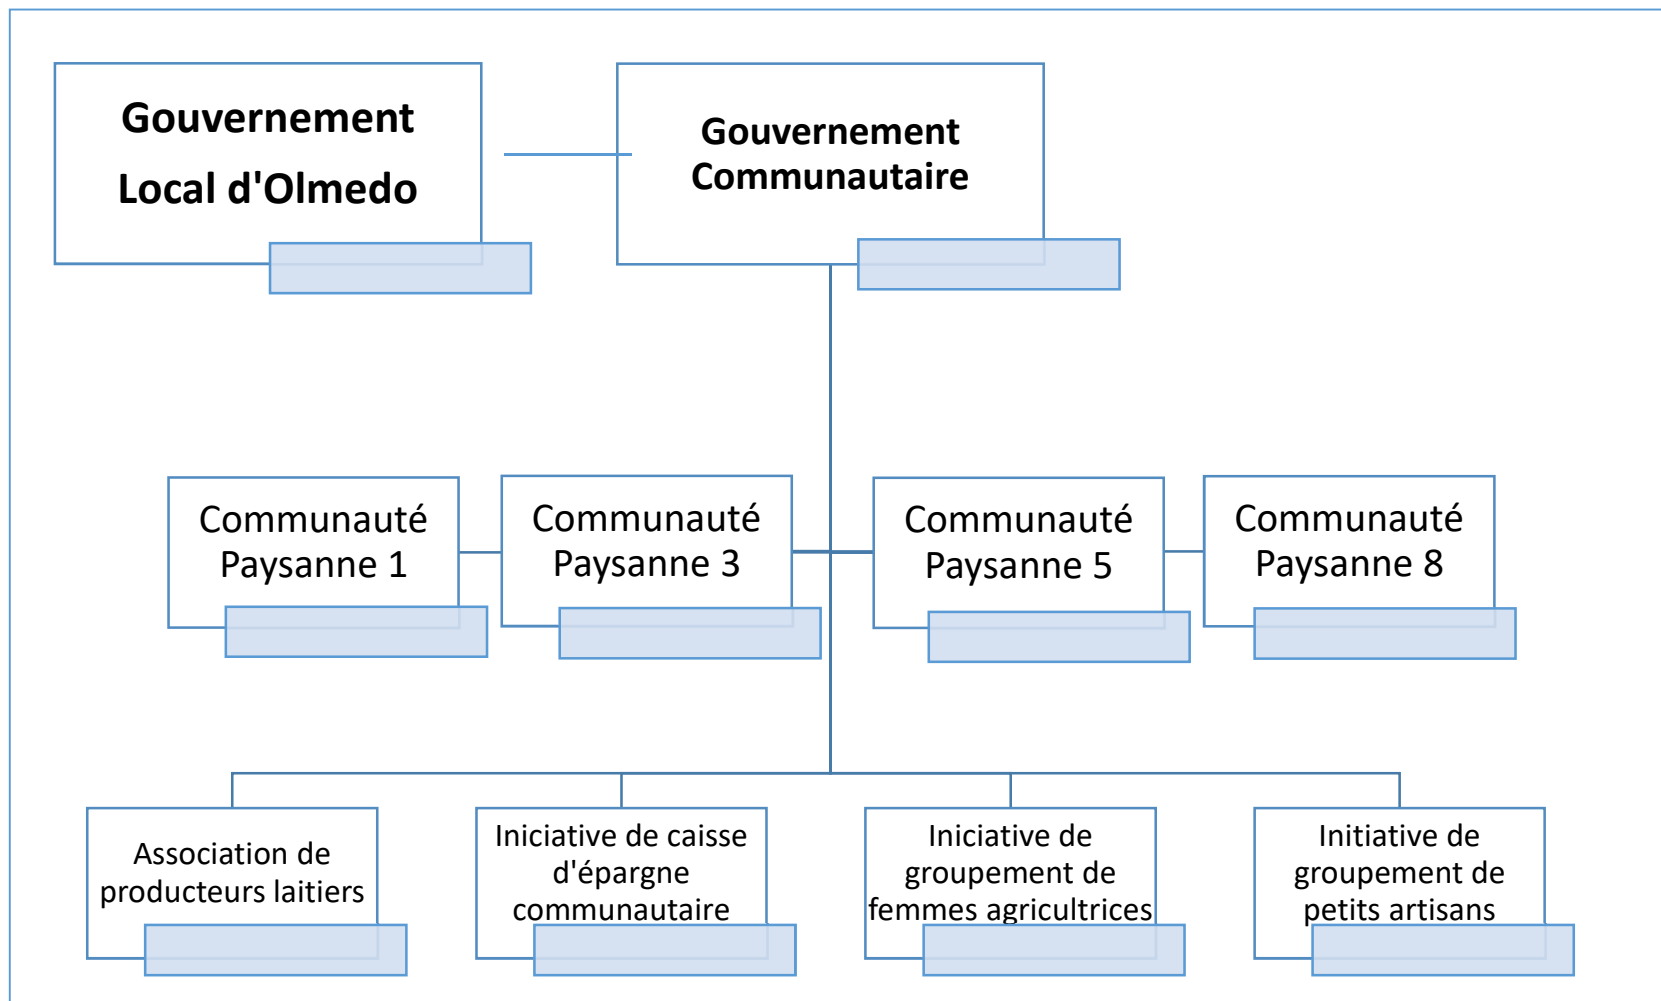 Gouvernement
Local d'Olmedo
Gouvernement
Communautaire
Communauté
Paysanne 1
Communauté
Paysanne 3
Communauté
Paysanne 5
Communauté
Paysanne 8
Association de
producteurs laitiers
Iniciative de caisse
d'épargne
communautaire
Iniciative de
groupement de
femmes agricultrices
Initiative de
groupement de
petits artisans